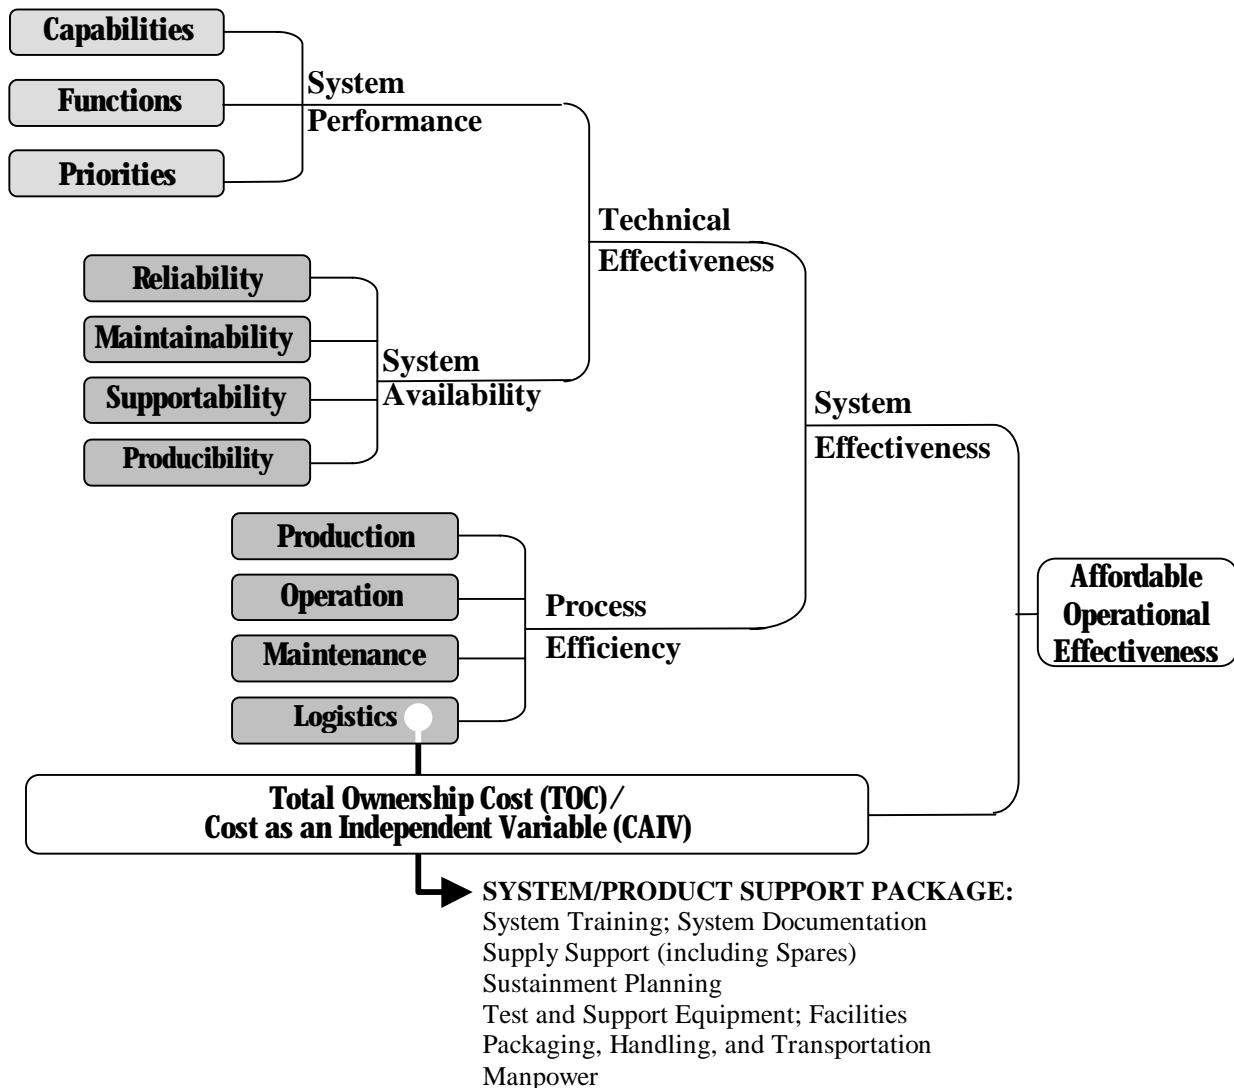 Capabilities
Functions
Priorities
System
Performance
Reliability
Maintainability
Supportability
Producibility
System
Availability
Technical
Effectiveness
Production
Operation
Maintenance
Logistics
Process
Efficiency
System
Effectiveness
Affordable
Operational
Effectiveness
Total Ownership Cost (TOC)/
Cost as an Independent Variable (CAIV)
SYSTEM/PRODUCT SUPPORT PACKAGE:
System Training; System Documentation
Supply Support (including Spares)
Sustainment Planning
Test and Support Equipment; Facilities
Packaging, Handling, and Transportation
Manpower